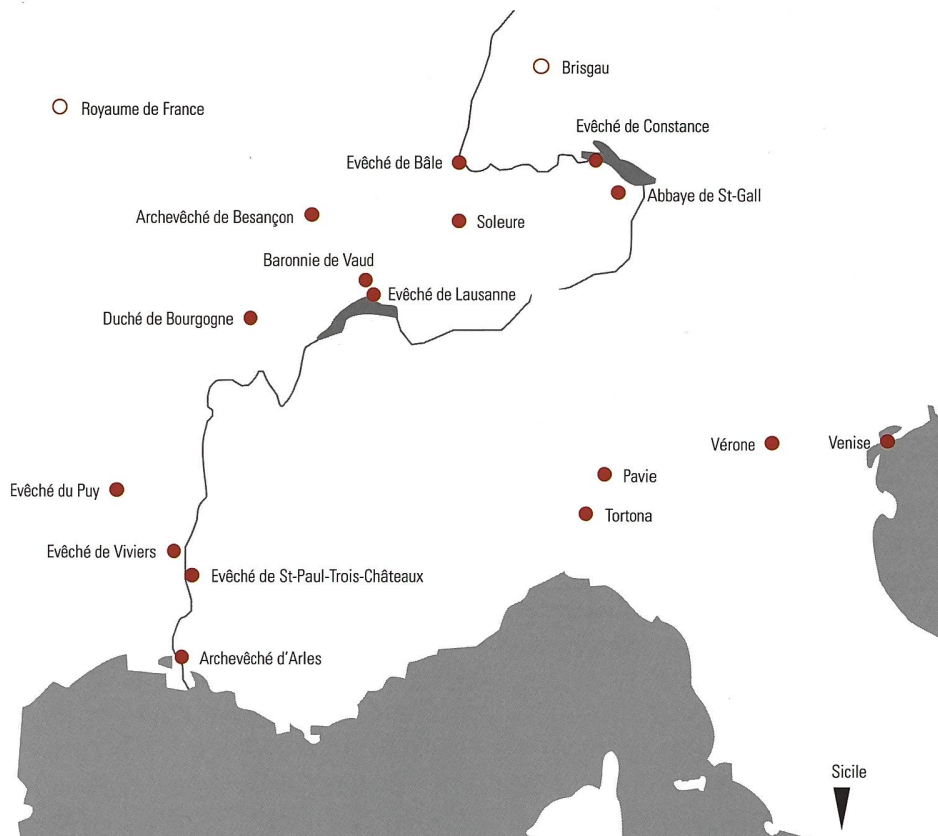 Brisgau
Royaume de France
Evêché de Constance
Evêché de Bâle
Abbaye de St-Gall
Archevêché de Besançon
Soleure
Baronnie de Vaud
Evêché de Lausanne
Duché de Bourgogne
Vérone
Venise
Pavie
Evêché du Puy
Tortona
Evêché de Viviers
Evêché de St-Paul-Trois-Châteaux
Archevêché d'Arles
Sicile